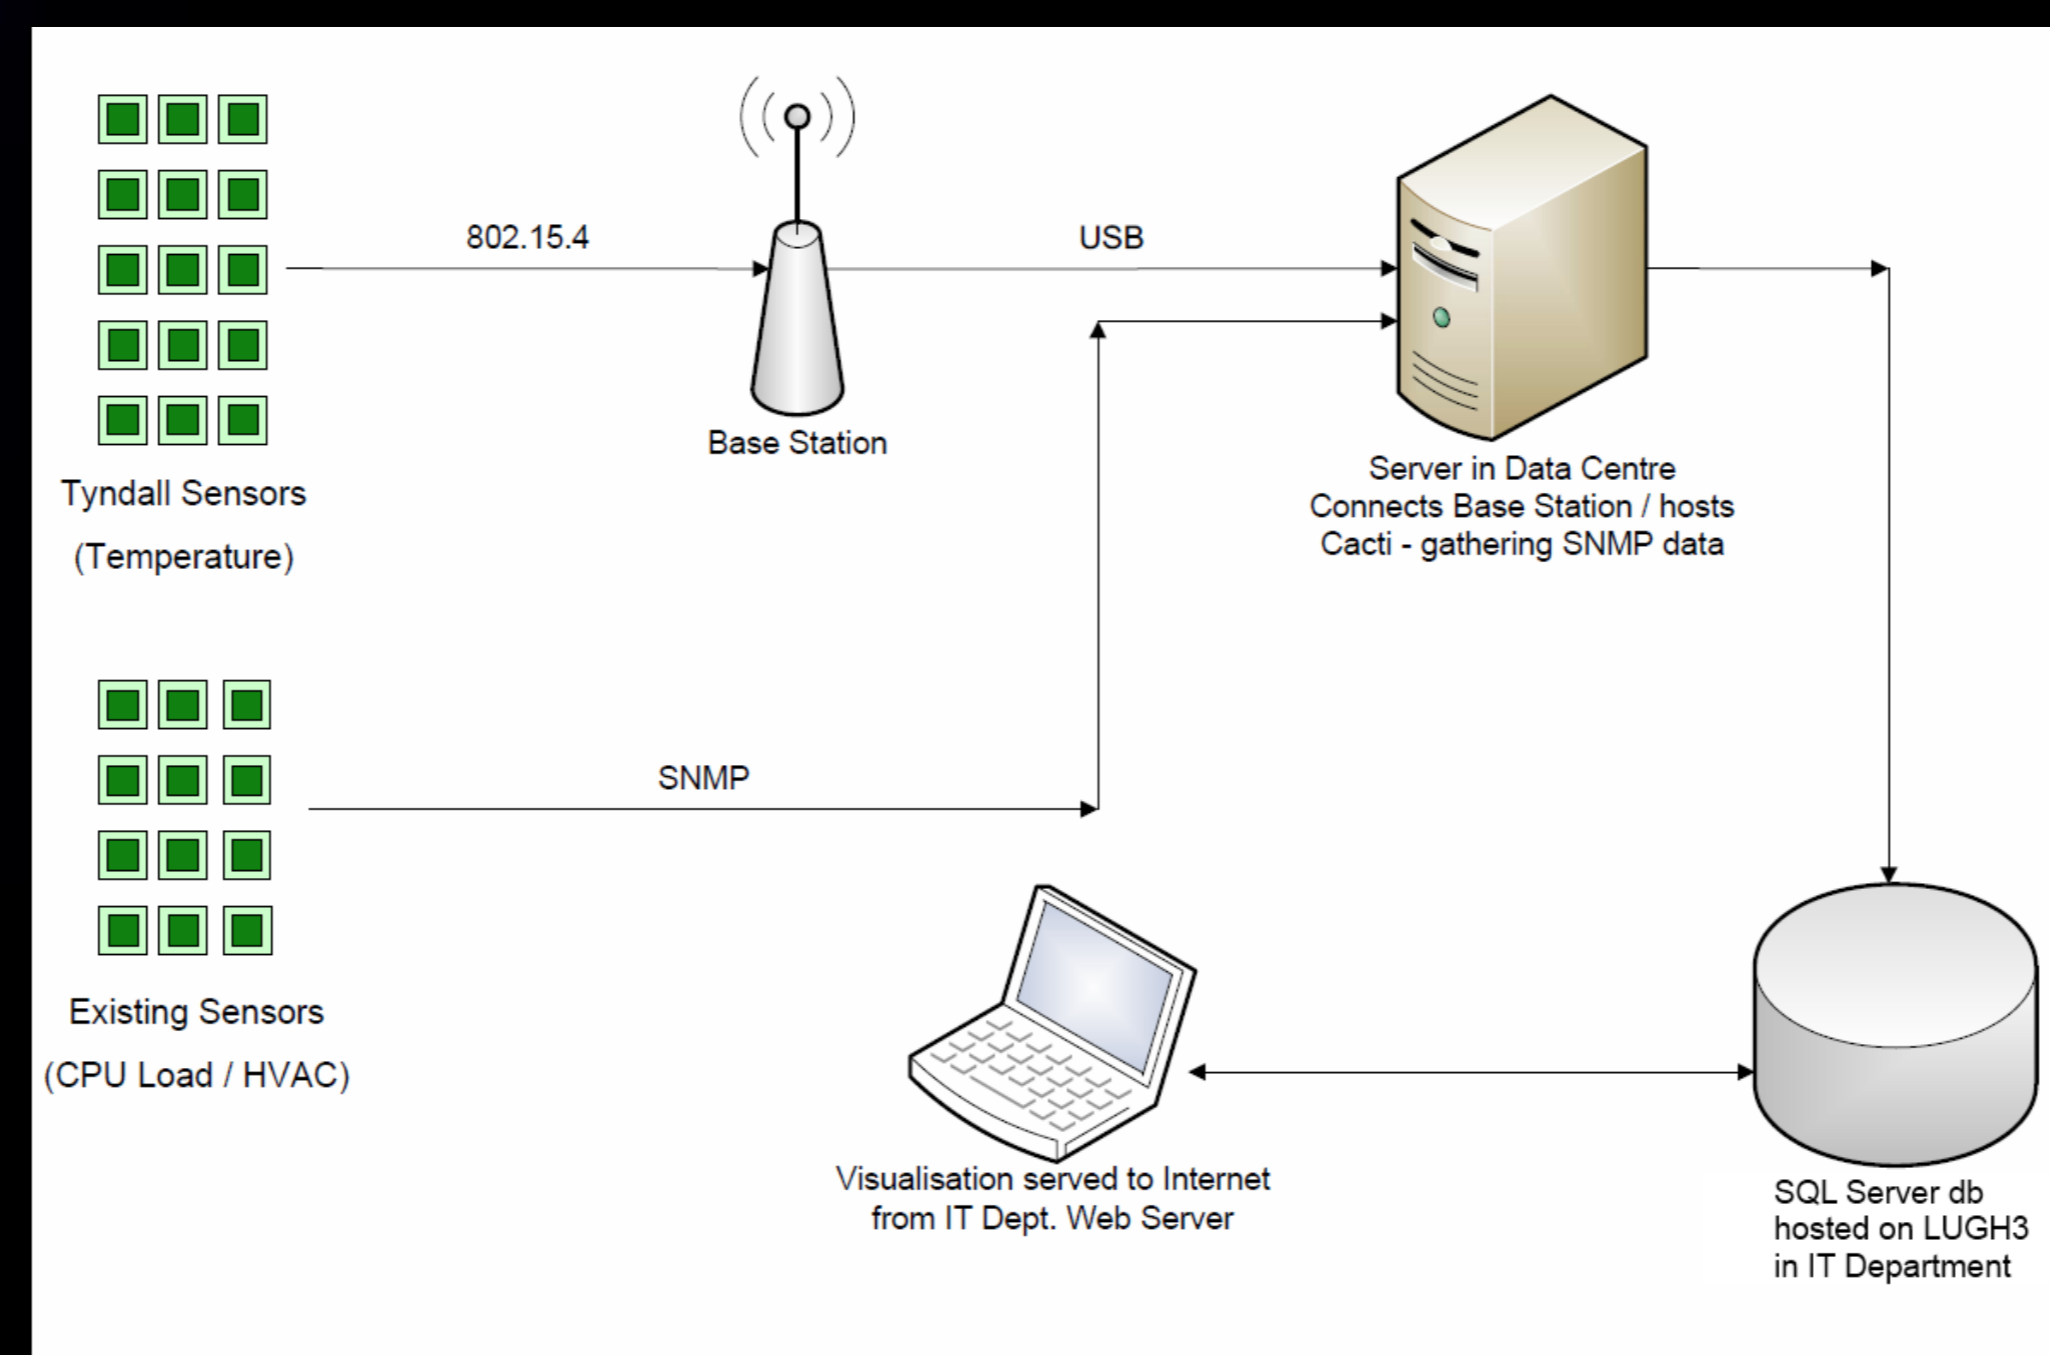 802.15.4
USB
Base Station
Tyndall Sensors
(Temperature)
Server in Data Centre
Connects Base Station / hosts
Cacti - gathering SNMP data
SNMP
Existing Sensors
(CPU Load / HVAC)
Visualisation served to Internet
from IT Dept. Web Server
SQL Server db
hosted on LUGH3
in IT Department